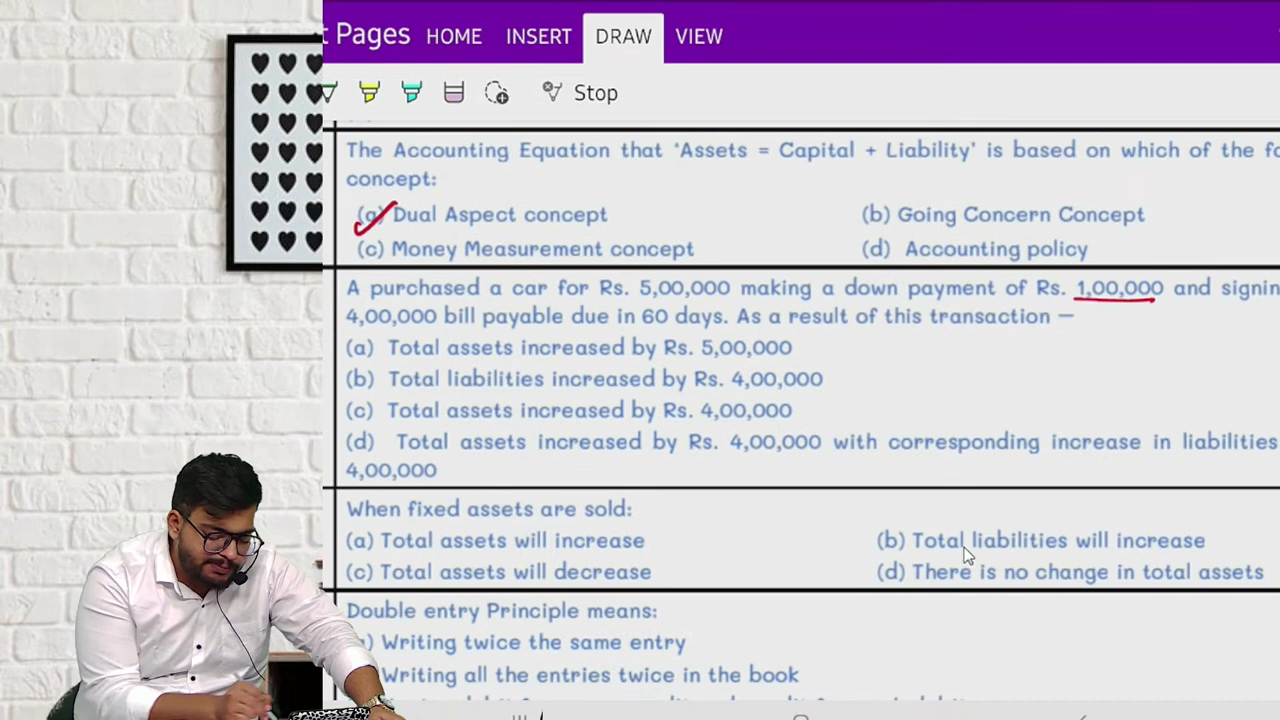 Pages HOME INSERT DRAW VIEW
Stop
The Accounting Equation that 'Assets = Capital + Liability' is based on which of the
concept:
(a) Dual Aspect concept (b) Going Concern Concept
(c) Money Measurement concept (d) Accounting policy
A purchased a car for Rs. 5,00,000 making a down payment of Rs. 1,00,000 and
4,00,000 bill payable due in 60 days. As a result of this transaction —
(a) Total assets increased by Rs. 5,00,000
(b) Total liabilities increased by Rs. 4,00,000
(c) Total assets increased by Rs. 4,00,000
(d) Total assets increased by Rs. 4,00,000 with corresponding increase in liabilities
4,00,000
When fixed assets are sold:
(a) Total assets will increase (b) Total liabilities will increase
(c) Total assets will decrease (d) There is no change in total assets
Double entry Principle means:
Writing twice the same entry
Writing all the entries twice in the book